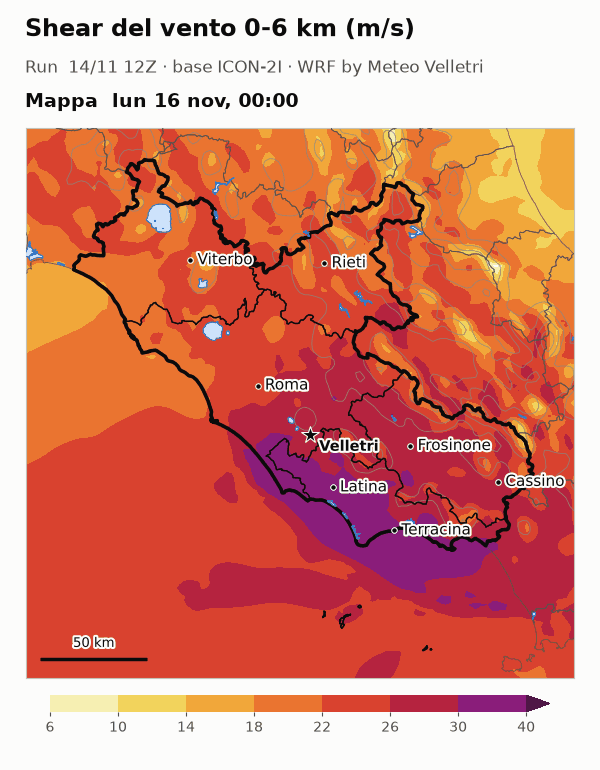 Shear del vento 0-6 km (m/s)
Run  14/11 12Z · base ICON-2I · WRF by Meteo Velletri
Mappa  lun 16 nov, 00:00
Viterbo
Rieti
Roma
Velletri
Frosinone
Latina
Cassino
Terracina
50 km
6 10 14 18 22 26 30 40